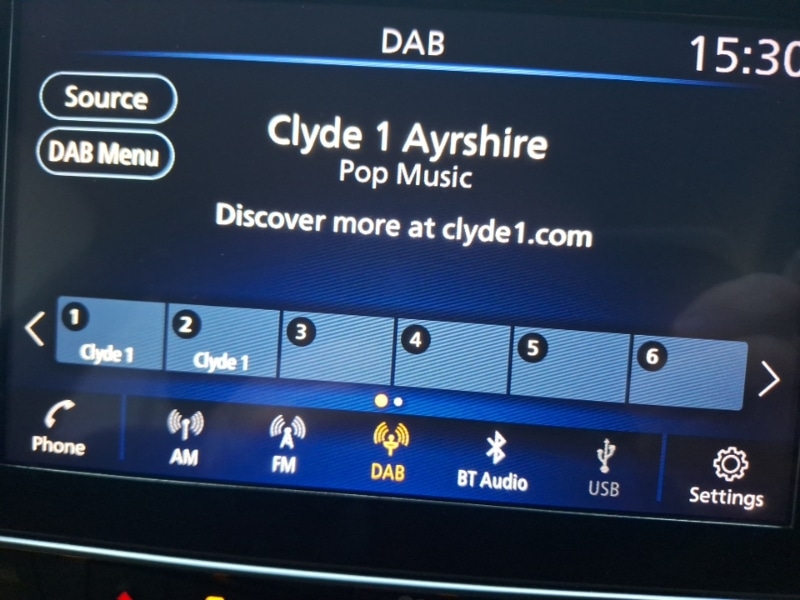 DAB
15:30
Source
DAB Menu
Clyde 1 Ayrshire
Pop Music
Discover more at clyde1.com
1 2 3 4 5 6
Clyde 1 Clyde 1
Phone AM FM DAB BT Audio USB Settings